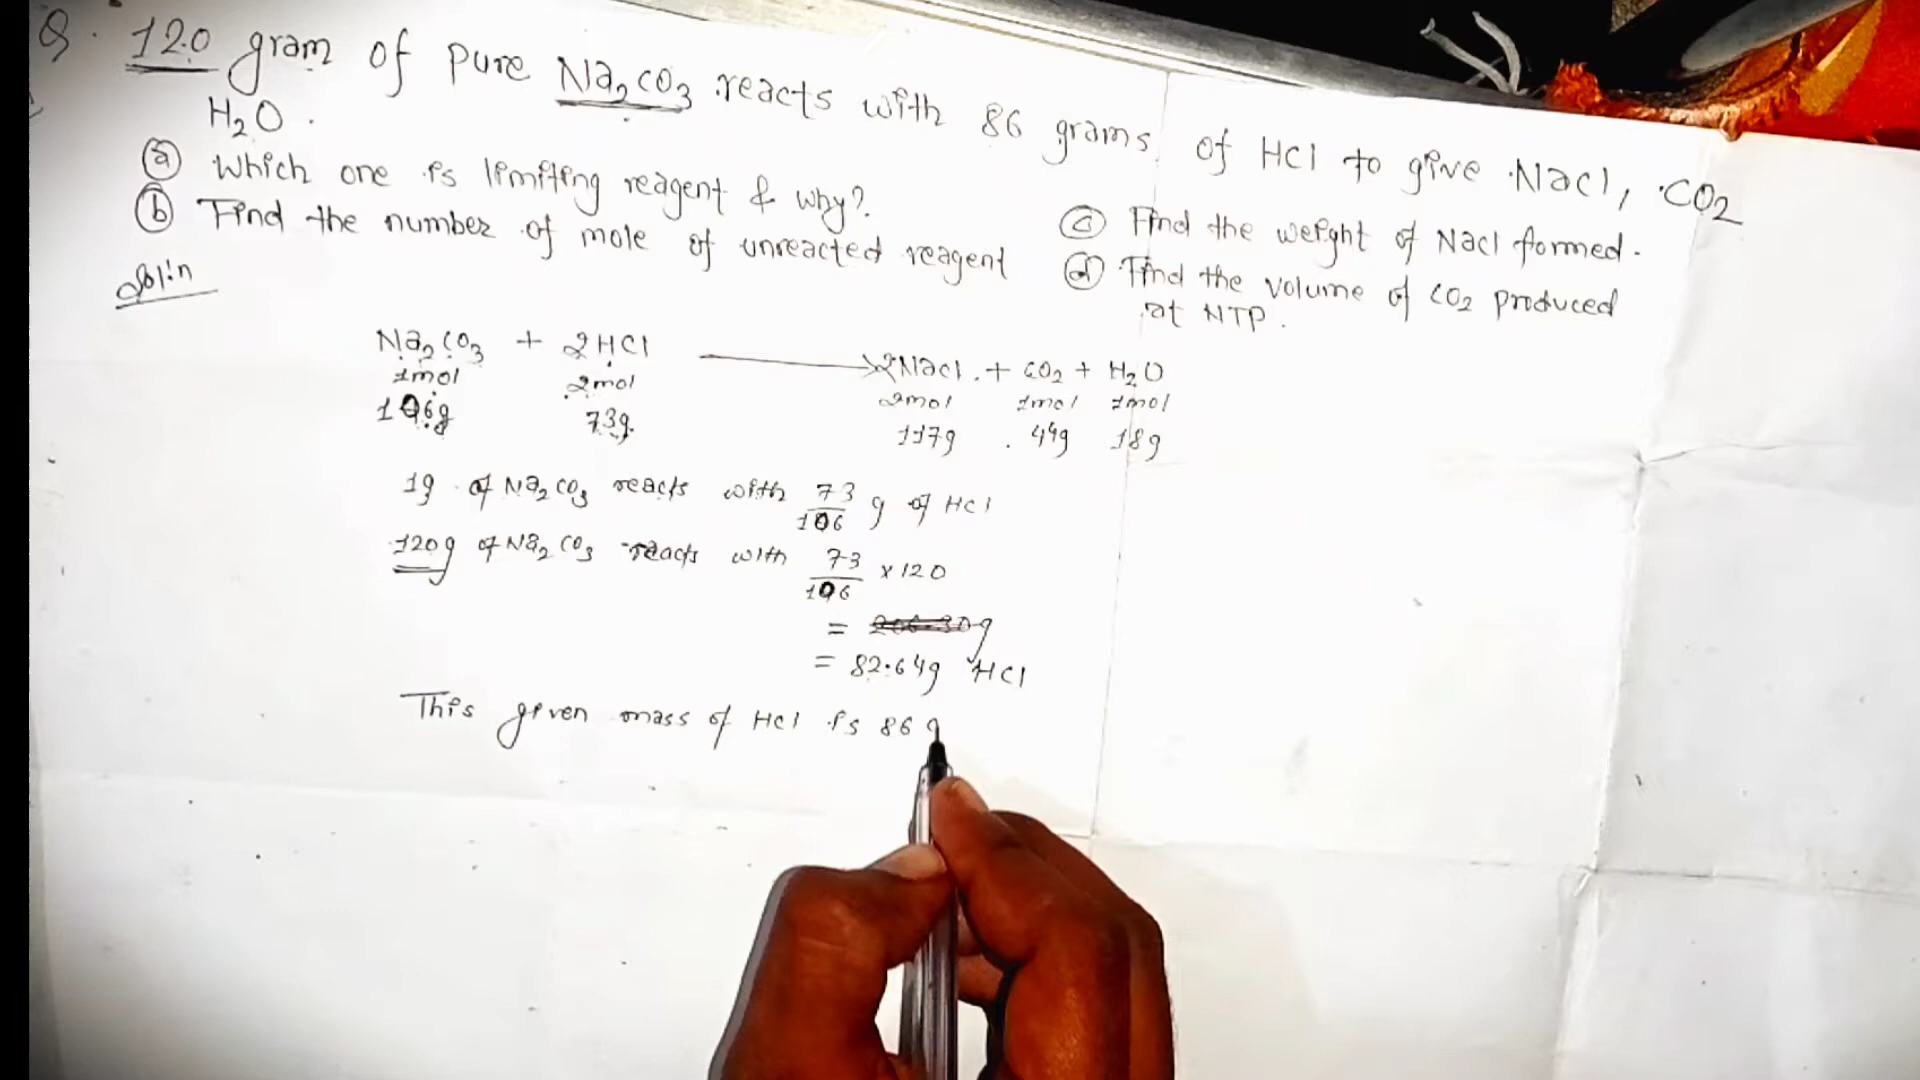 Q. 120 gram of pure Na2CO3 reacts with 86 grams of HCl to give NaCl, CO2
H2O.
(a) Which one is limiting reagent & why?
(b) Find the number of mole of unreacted reagent
(c) Find the weight of NaCl formed.
(d) Find the volume of CO2 produced
at NTP.
Sol:n
Na2CO3 + 2HCl ⟶ 2NaCl + CO2 + H2O
1mol 2mol 2mol 1mol 1mol
106g 73g 117g 44g 18g
1g of Na2CO3 reacts with 73/106 g of HCl
120g of Na2CO3 reacts with 73/106 × 120
= 82.64g HCl
This given mass of HCl is 86 g